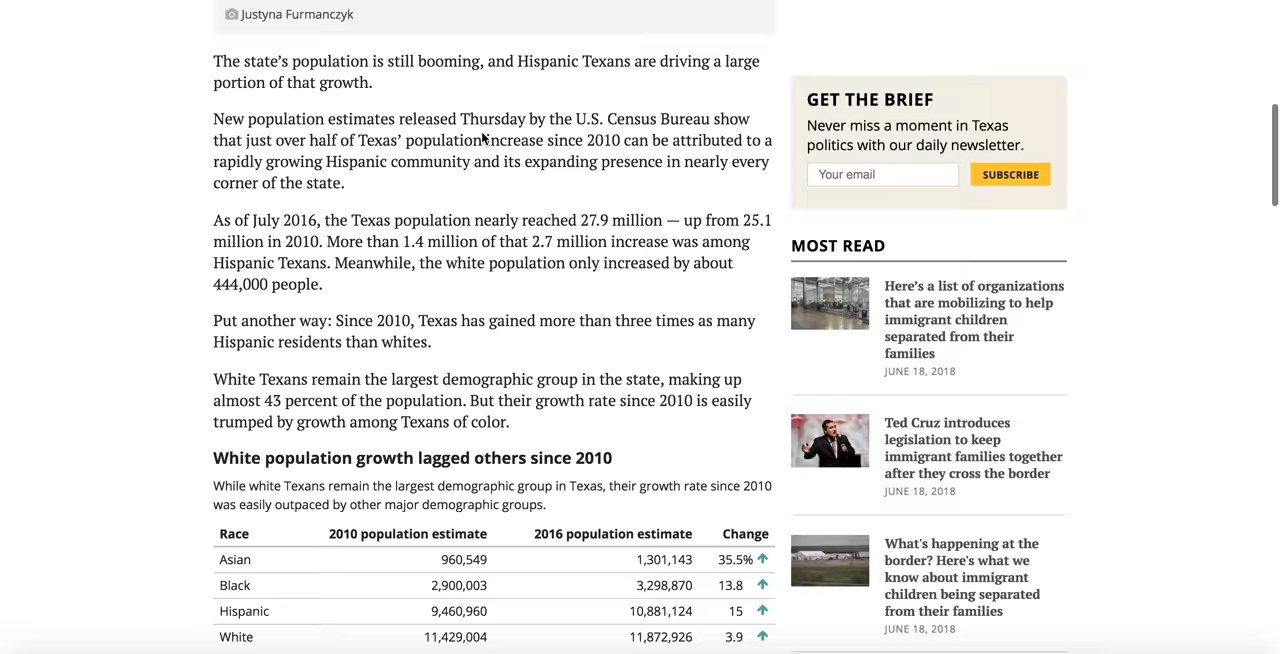 Justyna Furmanczyk
The state’s population is still booming, and Hispanic Texans are driving a large
portion of that growth.
New population estimates released Thursday by the U.S. Census Bureau show
that just over half of Texas’ population increase since 2010 can be attributed to a
rapidly growing Hispanic community and its expanding presence in nearly every
corner of the state.
As of July 2016, the Texas population nearly reached 27.9 million — up from 25.1
million in 2010. More than 1.4 million of that 2.7 million increase was among
Hispanic Texans. Meanwhile, the white population only increased by about
444,000 people.
Put another way: Since 2010, Texas has gained more than three times as many
Hispanic residents than whites.
White Texans remain the largest demographic group in the state, making up
almost 43 percent of the population. But their growth rate since 2010 is easily
trumped by growth among Texans of color.
White population growth lagged others since 2010
While white Texans remain the largest demographic group in Texas, their growth rate since 2010
was easily outpaced by other major demographic groups.
Race 2010 population estimate 2016 population estimate Change
Asian 960,549 1,301,143 35.5%
Black 2,900,003 3,298,870 13.8
Hispanic 9,460,960 10,881,124 15
White 11,429,004 11,872,926 3.9
GET THE BRIEF
Never miss a moment in Texas
politics with our daily newsletter.
Your email SUBSCRIBE
MOST READ
Here’s a list of organizations
that are mobilizing to help
immigrant children
separated from their
families
JUNE 18, 2018
Ted Cruz introduces
legislation to keep
immigrant families together
after they cross the border
JUNE 18, 2018
What's happening at the
border? Here's what we
know about immigrant
children being separated
from their families
JUNE 18, 2018